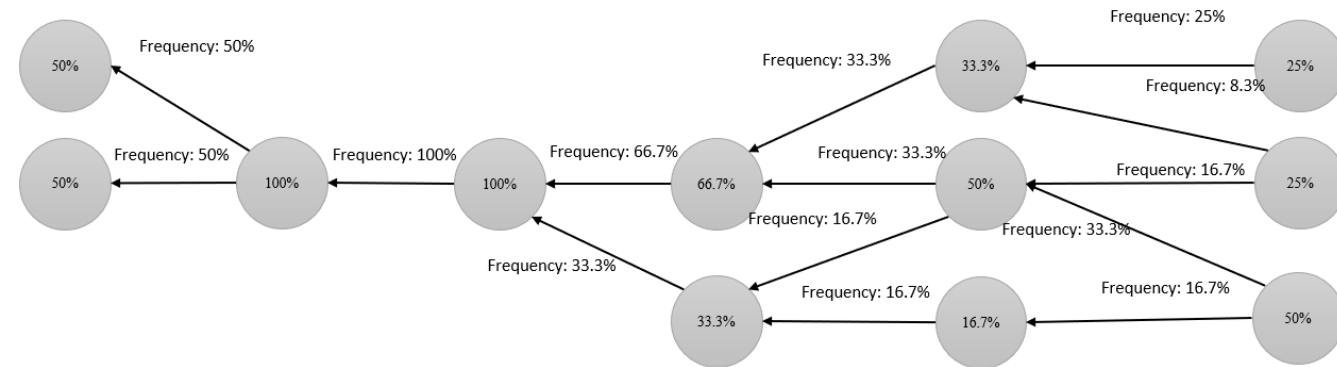 Frequency: 25%
Frequency: 50%
Frequency: 33.3%
50%
33.3%
25%
Frequency: 8.3%
Frequency: 50%
Frequency: 100%
Frequency: 66.7%
Frequency: 33.3%
Frequency: 16.7%
50%
100%
100%
66.7%
50%
25%
Frequency: 16.7%
Frequency: 33.3%
Frequency: 33.3%
Frequency: 16.7%
Frequency: 16.7%
33.3%
16.7%
50%